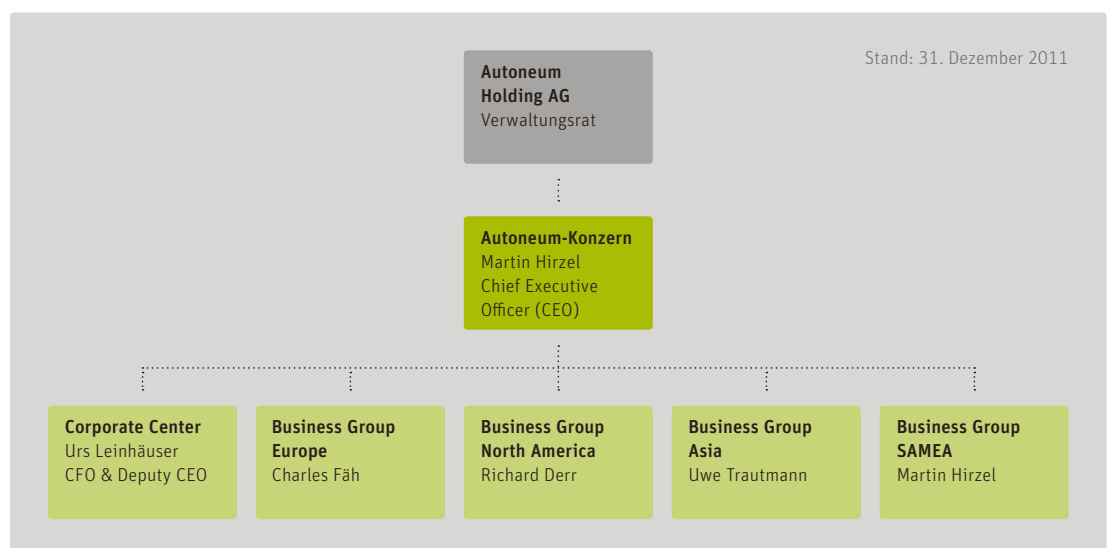 Stand: 31. Dezember 2011
Autoneum
Holding AG
Verwaltungsrat
Autoneum-Konzern
Martin Hirzel
Chief Executive
Officer (CEO)
Corporate Center
Urs Leinhäuser
CFO & Deputy CEO
Business Group
Europe
Charles Fäh
Business Group
North America
Richard Derr
Business Group
Asia
Uwe Trautmann
Business Group
SAMEA
Martin Hirzel